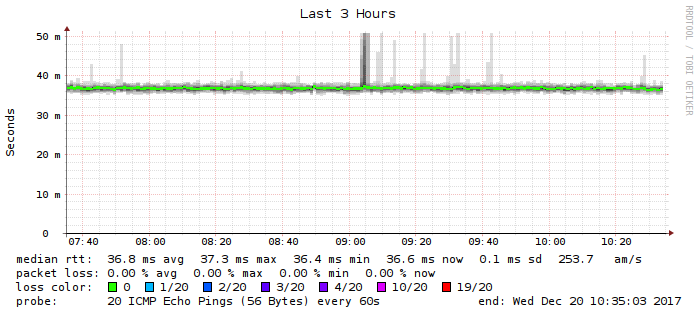 Last 3 Hours
RRDTOOL / TOBI OETIKER
Seconds
50 m
40 m
30 m
20 m
10 m
0
07:40 08:00 08:20 08:40 09:00 09:20 09:40 10:00 10:20
median rtt: 36.8 ms avg 37.3 ms max 36.4 ms min 36.6 ms now 0.1 ms sd 253.7 am/s
packet loss: 0.00 % avg 0.00 % max 0.00 % min 0.00 % now
loss color: 0 1/20 2/20 3/20 4/20 10/20 19/20
probe: 20 ICMP Echo Pings (56 Bytes) every 60s end: Wed Dec 20 10:35:03 2017